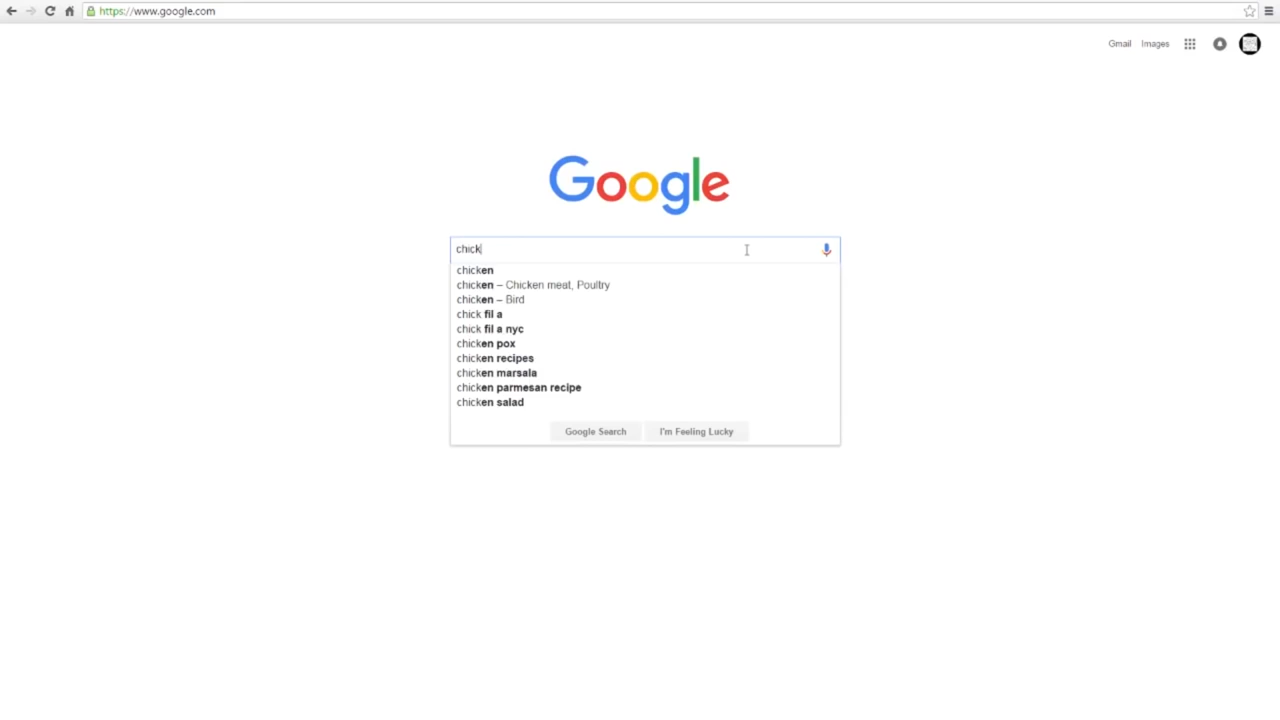 https://www.google.com
Gmail Images
Google
chick
chicken
chicken – Chicken meat, Poultry
chicken – Bird
chick fil a
chick fil a nyc
chicken pox
chicken recipes
chicken marsala
chicken parmesan recipe
chicken salad
Google Search I'm Feeling Lucky